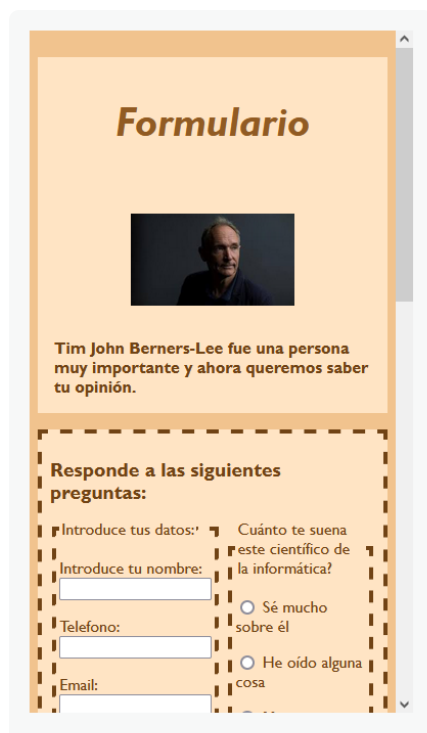 Formulario
Tim John Berners-Lee fue una persona
muy importante y ahora queremos saber
tu opinión.
Responde a las siguientes
preguntas:
Introduce tus datos:
Introduce tu nombre:
Telefono:
Email:
Cuánto te suena
este científico de
la informática?
Sé mucho
sobre él
He oído alguna
cosa